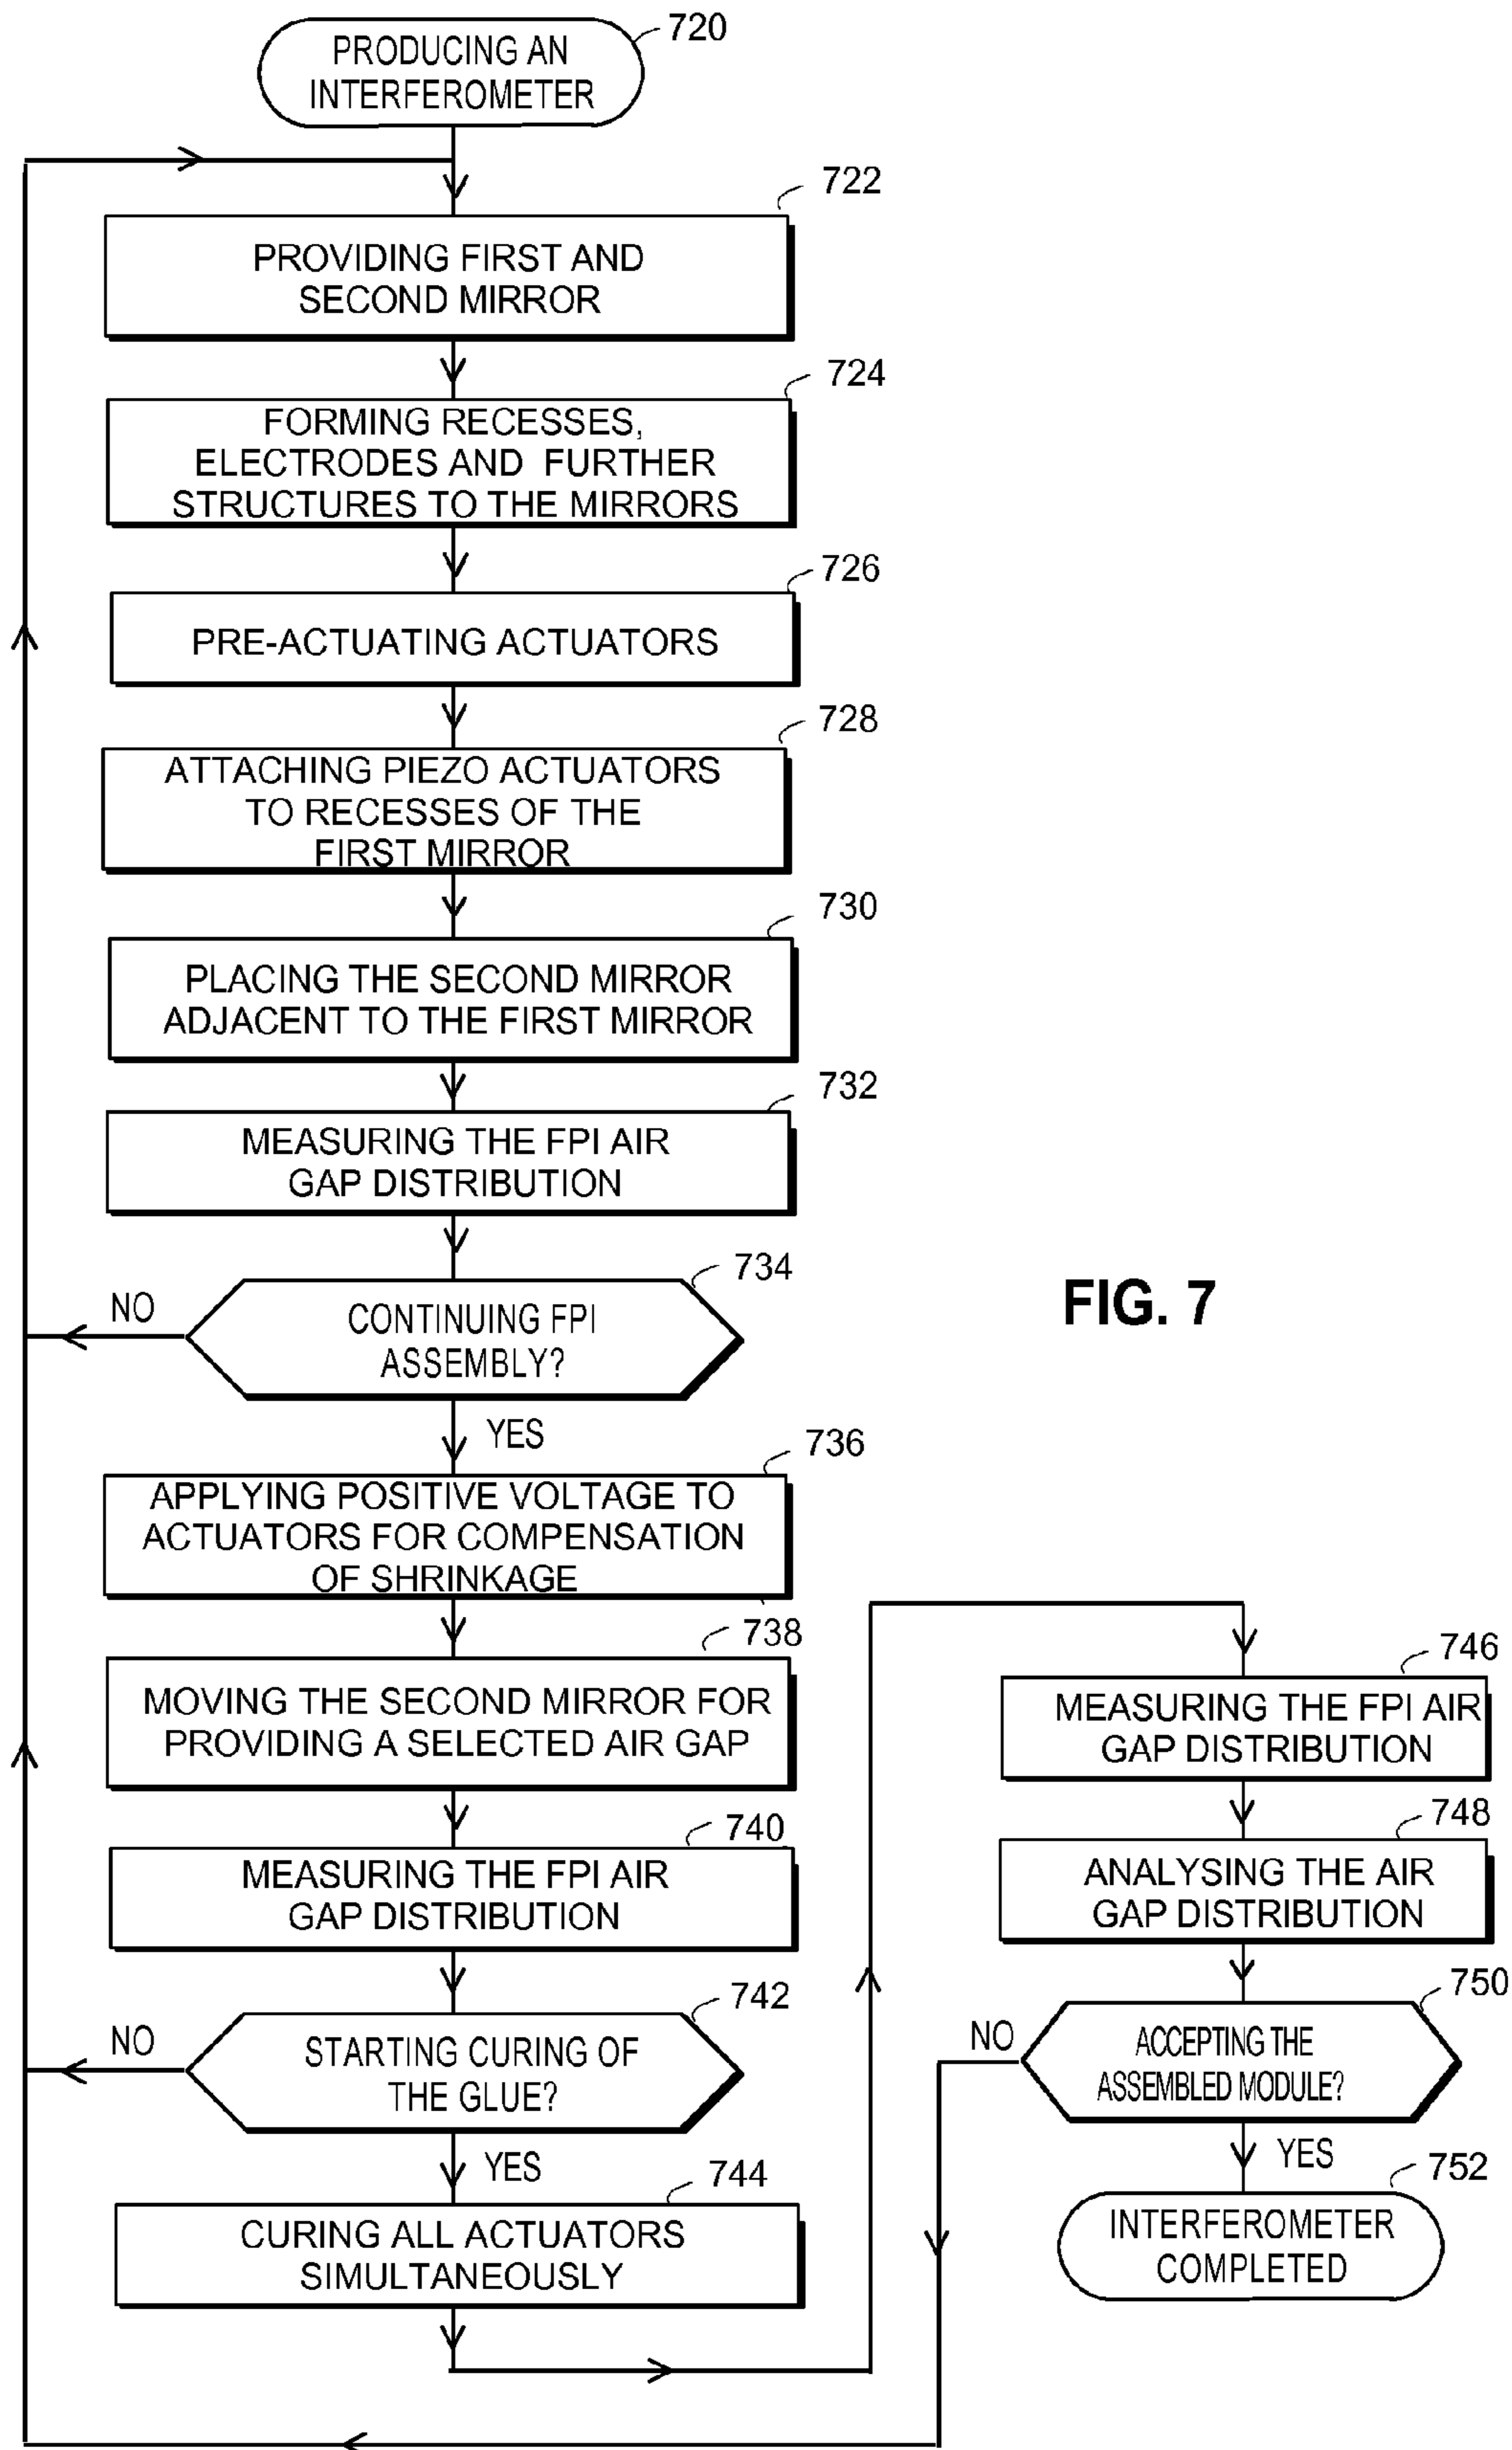 720
PRODUCING AN
INTERFEROMETER
722
PROVIDING FIRST AND
SECOND MIRROR
724
FORMING RECESSES,
ELECTRODES AND FURTHER
STRUCTURES TO THE MIRRORS
726
PRE-ACTUATING ACTUATORS
728
ATTACHING PIEZO ACTUATORS
TO RECESSES OF THE
FIRST MIRROR
730
PLACING THE SECOND MIRROR
ADJACENT TO THE FIRST MIRROR
732
MEASURING THE FPI AIR
GAP DISTRIBUTION
734
NO
CONTINUING FPI
ASSEMBLY?
YES
736
APPLYING POSITIVE VOLTAGE TO
ACTUATORS FOR COMPENSATION
OF SHRINKAGE
738
MOVING THE SECOND MIRROR FOR
PROVIDING A SELECTED AIR GAP
740
MEASURING THE FPI AIR
GAP DISTRIBUTION
742
NO
STARTING CURING OF
THE GLUE?
YES
744
CURING ALL ACTUATORS
SIMULTANEOUSLY
746
MEASURING THE FPI AIR
GAP DISTRIBUTION
748
ANALYSING THE AIR
GAP DISTRIBUTION
750
NO
ACCEPTING THE
ASSEMBLED MODULE?
YES
752
INTERFEROMETER
COMPLETED
FIG. 7